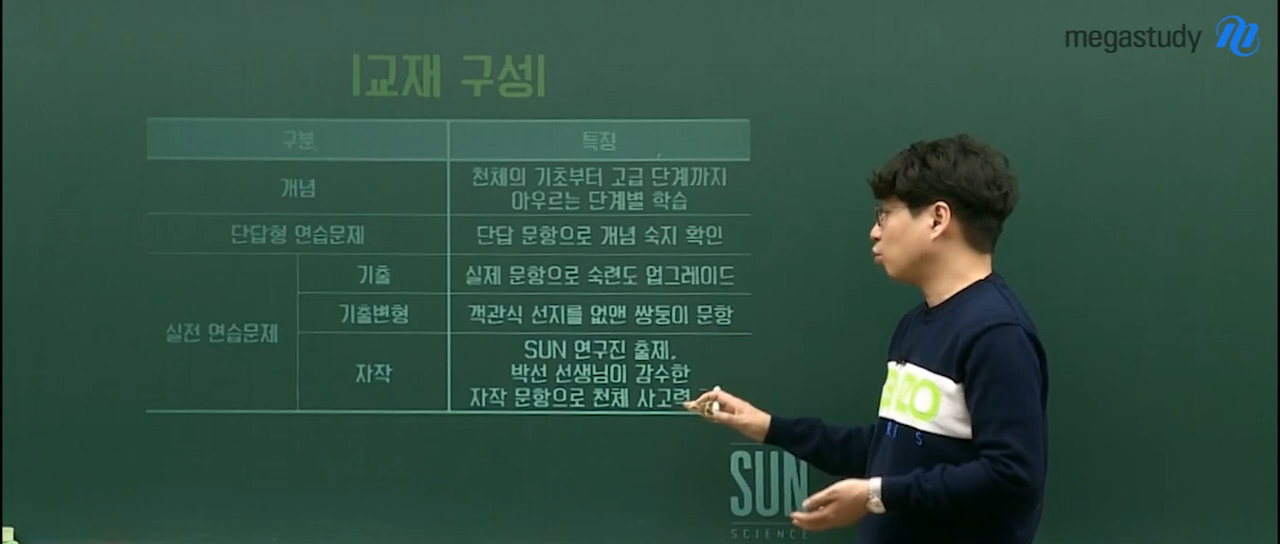 megastudy
|교재 구성|
구분 특징
개념 천체의 기초부터 고급 단계까지
아우르는 단계별 학습
단답형 연습문제 단답 문항으로 개념 숙지 확인
실전 연습문제
기출 실제 문항으로 숙련도 업그레이드
기출변형 객관식 선지를 없앤 쌍둥이 문항
자작 SUN 연구진 출제,
박선 선생님이 감수한
자작 문항으로 천체 사고력
SUN
SCIENCE
ZO